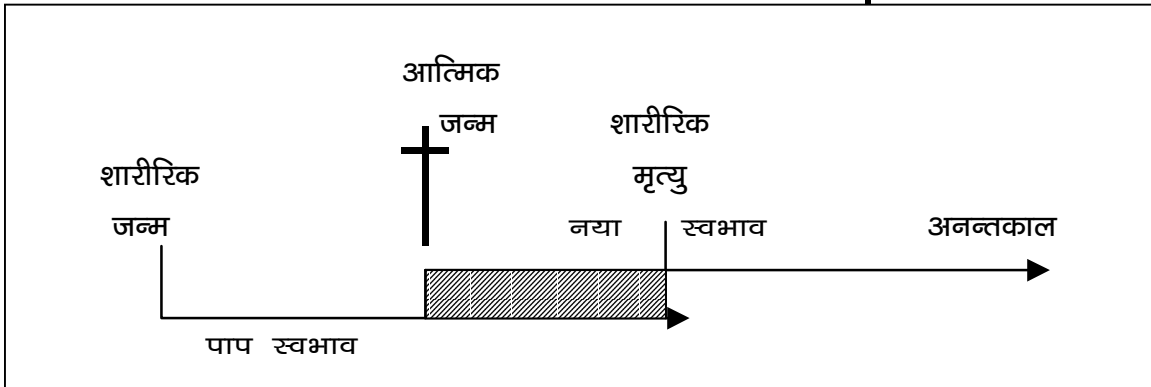 आत्मिक
जन्म
शारीरिक
मृत्यु
शारीरिक
जन्म
नया स्वभाव
अनन्तकाल
पाप स्वभाव